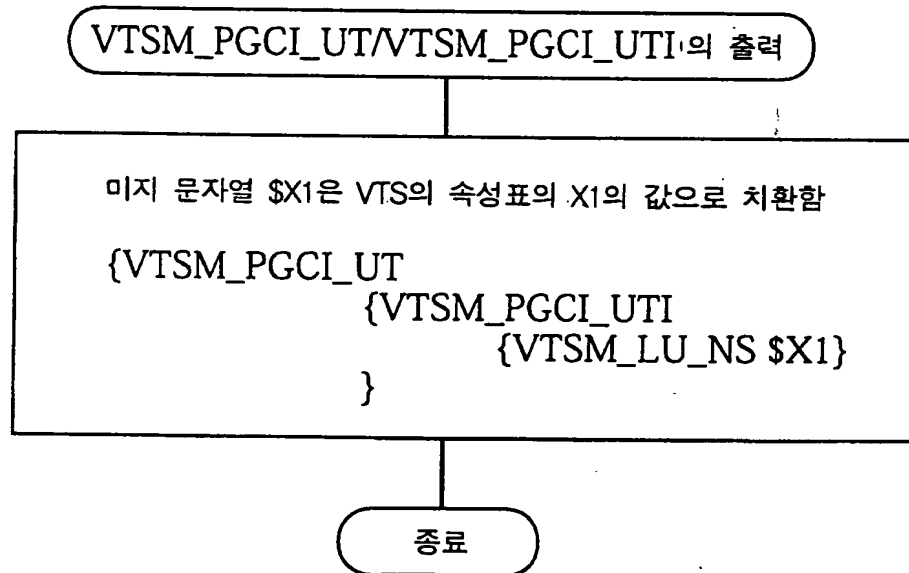 VTSM_PGCI_UT/VTSM_PGCI_UTI의 출력
미지 문자열 $X1은 VTS의 속성표의 X1의 값으로 치환함
{VTSM_PGCI_UT
{VTSM_PGCI_UTI
{VTSM_LU_NS $X1}
}
종료